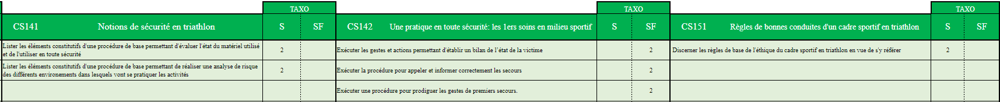 TAXO
CS141 Notions de sécurité en triathlon S SF
Lister les éléments constitutifs d'une procédure de base permettant d'évaluer l'état du matériel utilisé
et de l'utiliser en toute sécurité
2
Lister les éléments constitutifs d'une procédure de base permettant de réaliser une analyse de risque
des différents environements dans lesquels vont se pratiquer les activités
2
TAXO
CS142 Une pratique en toute sécurité: les 1ers soins en milieu sportif S SF
Exécuter les gestes et actions permettant d'établir un bilan de l’état de la victime 2
Exécuter la procédure pour appeler et informer correctement les secours 2
Exécuter une procédure pour prodiguer les gestes de premiers secours. 2
TAXO
CS151 Règles de bonnes conduites d'un cadre sportif en triathlon S SF
Discerner les règles de base de l'éthique du cadre sportif en triathlon en vue de s'y référer 2